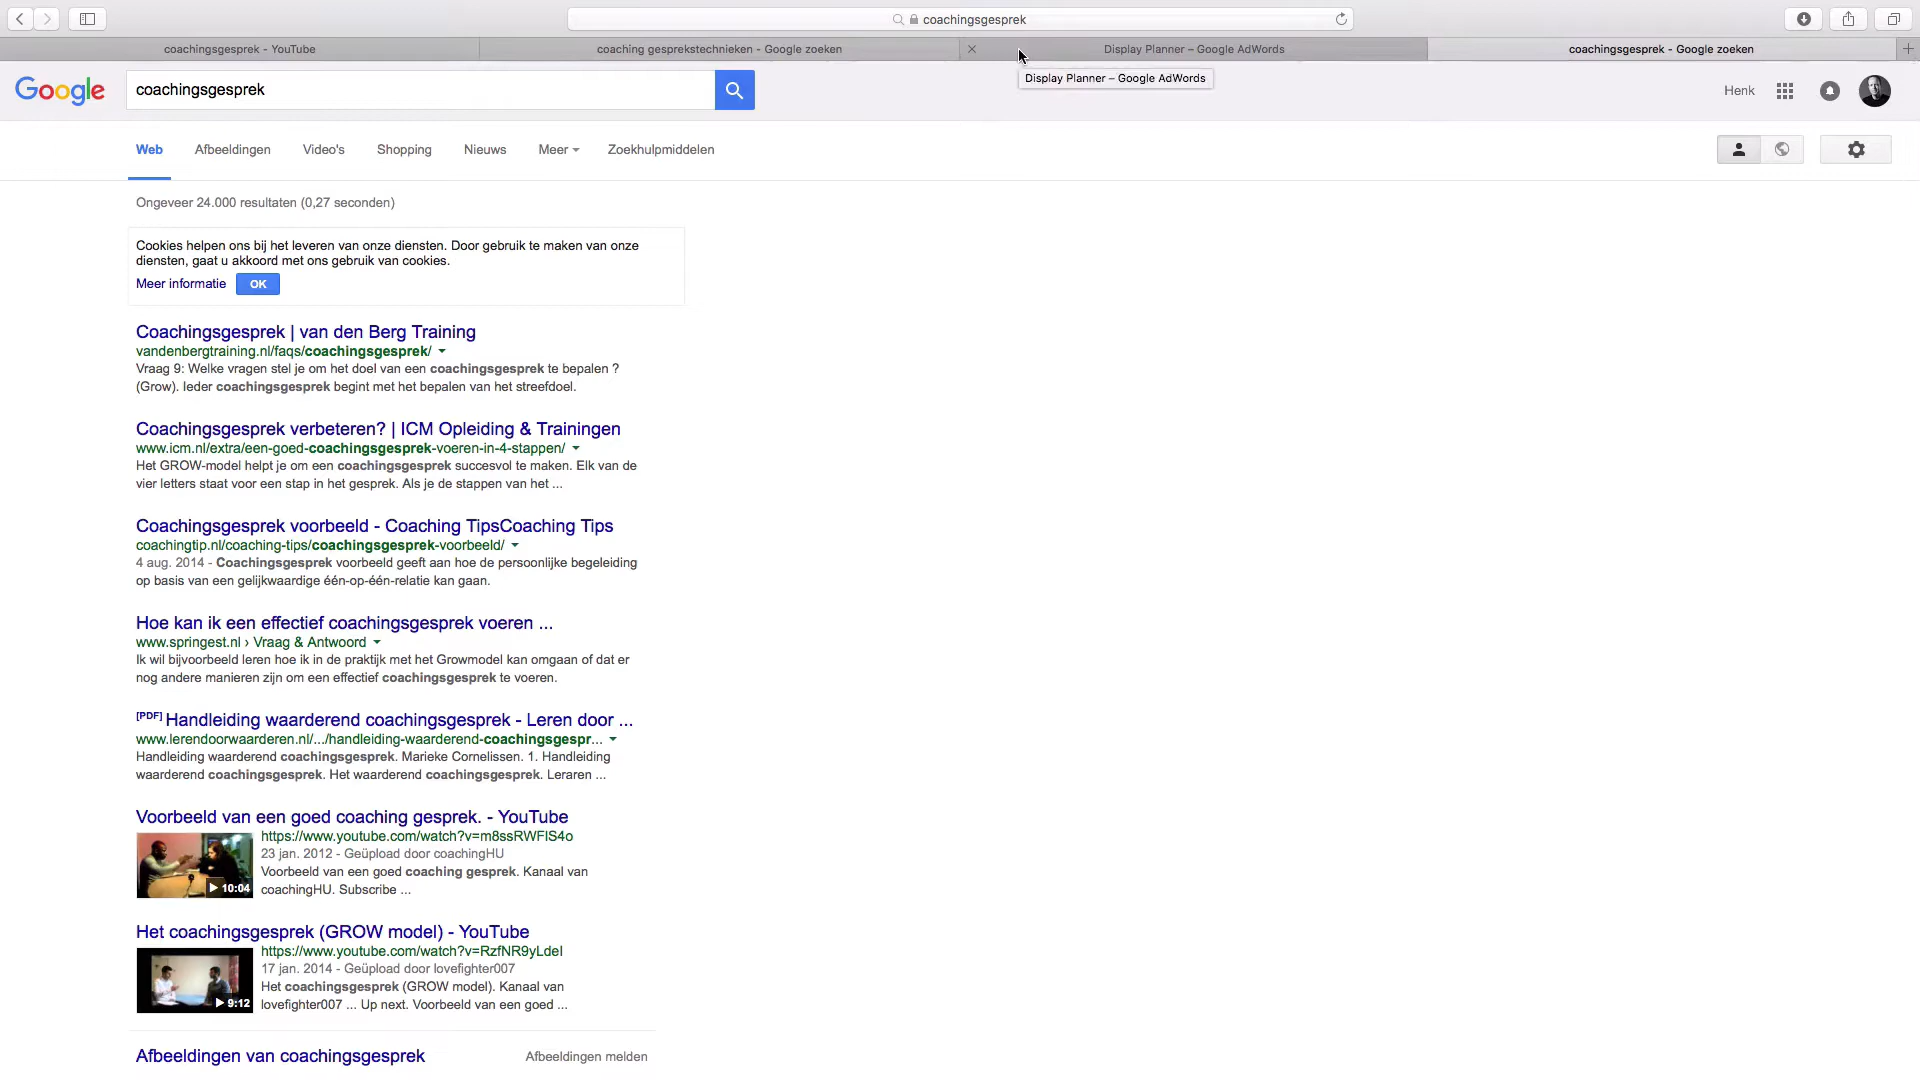 coachingsgesprek
coachingsgesprek - YouTube
coaching gesprekstechnieken - Google zoeken
Display Planner – Google AdWords
coachingsgesprek - Google zoeken
Display Planner – Google AdWords
Google
coachingsgesprek
Henk
Web
Afbeeldingen
Video's
Shopping
Nieuws
Meer
Zoekhulpmiddelen
Ongeveer 24.000 resultaten (0,27 seconden)
Cookies helpen ons bij het leveren van onze diensten. Door gebruik te maken van onze
diensten, gaat u akkoord met ons gebruik van cookies.
Meer informatie
OK
Coachingsgesprek | van den Berg Training
vandenbergtraining.nl/faqs/coachingsgesprek/
Vraag 9: Welke vragen stel je om het doel van een coachingsgesprek te bepalen ?
(Grow). Ieder coachingsgesprek begint met het bepalen van het streefdoel.
Coachingsgesprek verbeteren? | ICM Opleiding & Trainingen
www.icm.nl/extra/een-goed-coachingsgesprek-voeren-in-4-stappen/
Het GROW-model helpt je om een coachingsgesprek succesvol te maken. Elk van de
vier letters staat voor een stap in het gesprek. Als je de stappen van het ...
Coachingsgesprek voorbeeld - Coaching TipsCoaching Tips
coachingtip.nl/coaching-tips/coachingsgesprek-voorbeeld/
4 aug. 2014 - Coachingsgesprek voorbeeld geeft aan hoe de persoonlijke begeleiding
op basis van een gelijkwaardige één-op-één-relatie kan gaan.
Hoe kan ik een effectief coachingsgesprek voeren ...
www.springest.nl › Vraag & Antwoord
Ik wil bijvoorbeeld leren hoe ik in de praktijk met het Growmodel kan omgaan of dat er
nog andere manieren zijn om een effectief coachingsgesprek te voeren.
[PDF] Handleiding waarderend coachingsgesprek - Leren door ...
www.lerendoorwaarderen.nl/.../handleiding-waarderend-coachingsgespr...
Handleiding waarderend coachingsgesprek. Marieke Cornelissen. 1. Handleiding
waarderend coachingsgesprek. Het waarderend coachingsgesprek. Leraren ...
Voorbeeld van een goed coaching gesprek. - YouTube
https://www.youtube.com/watch?v=m8ssRWFlS4o
23 jan. 2012 - Geüpload door coachingHU
Voorbeeld van een goed coaching gesprek. Kanaal van
coachingHU. Subscribe ...
10:04
Het coachingsgesprek (GROW model) - YouTube
https://www.youtube.com/watch?v=RzfNR9yLdeI
17 jan. 2014 - Geüpload door lovefighter007
Het coachingsgesprek (GROW model). Kanaal van
lovefighter007 ... Up next. Voorbeeld van een goed ...
9:12
Afbeeldingen van coachingsgesprek
Afbeeldingen melden